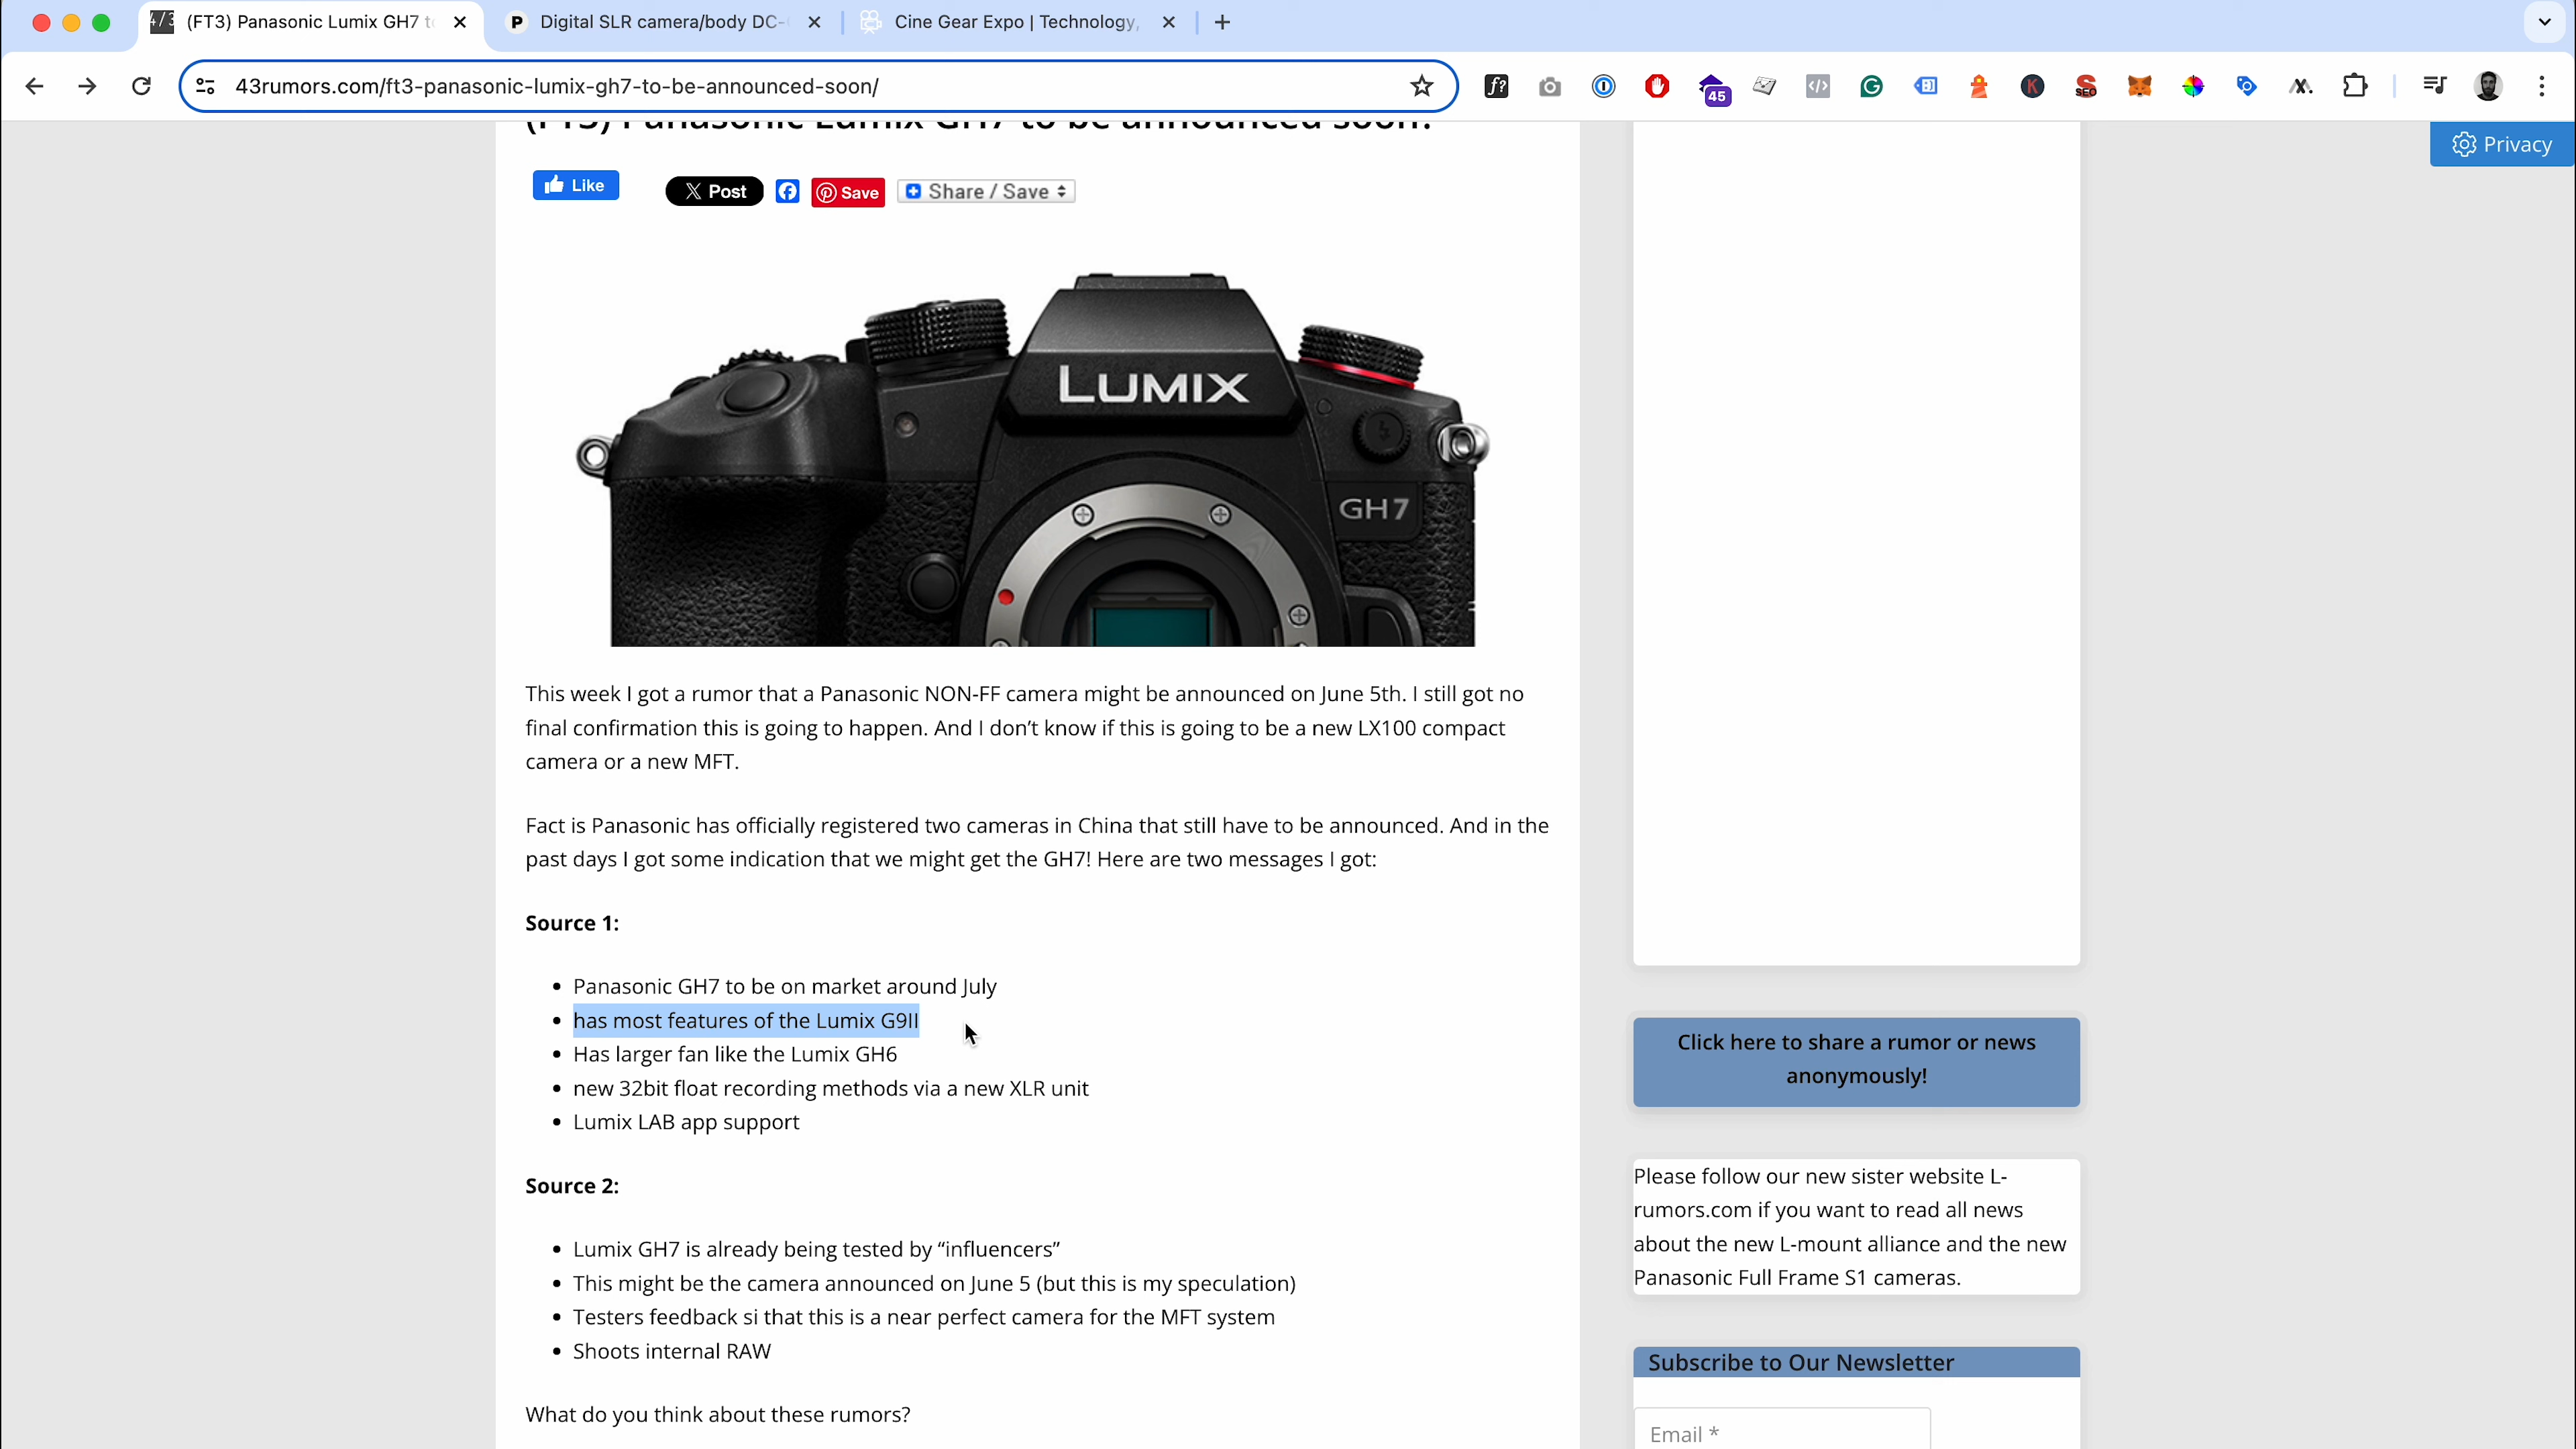 (FT3) Panasonic Lumix GH7 t
Digital SLR camera/body DC-
Cine Gear Expo | Technology,
43rumors.com/ft3-panasonic-lumix-gh7-to-be-announced-soon/
45
SEO
Privacy
(FT3) Panasonic Lumix GH7 to be announced soon?
Like
Post
Save
Share / Save
LUMIX
GH7
This week I got a rumor that a Panasonic NON-FF camera might be announced on June 5th. I still got no
final confirmation this is going to happen. And I don’t know if this is going to be a new LX100 compact
camera or a new MFT.
Fact is Panasonic has officially registered two cameras in China that still have to be announced. And in the
past days I got some indication that we might get the GH7! Here are two messages I got:
Source 1:
• Panasonic GH7 to be on market around July
• has most features of the Lumix G9II
• Has larger fan like the Lumix GH6
• new 32bit float recording methods via a new XLR unit
• Lumix LAB app support
Source 2:
• Lumix GH7 is already being tested by “influencers”
• This might be the camera announced on June 5 (but this is my speculation)
• Testers feedback si that this is a near perfect camera for the MFT system
• Shoots internal RAW
What do you think about these rumors?
Click here to share a rumor or news
anonymously!
Please follow our new sister website L-
rumors.com if you want to read all news
about the new L-mount alliance and the new
Panasonic Full Frame S1 cameras.
Subscribe to Our Newsletter
Email *